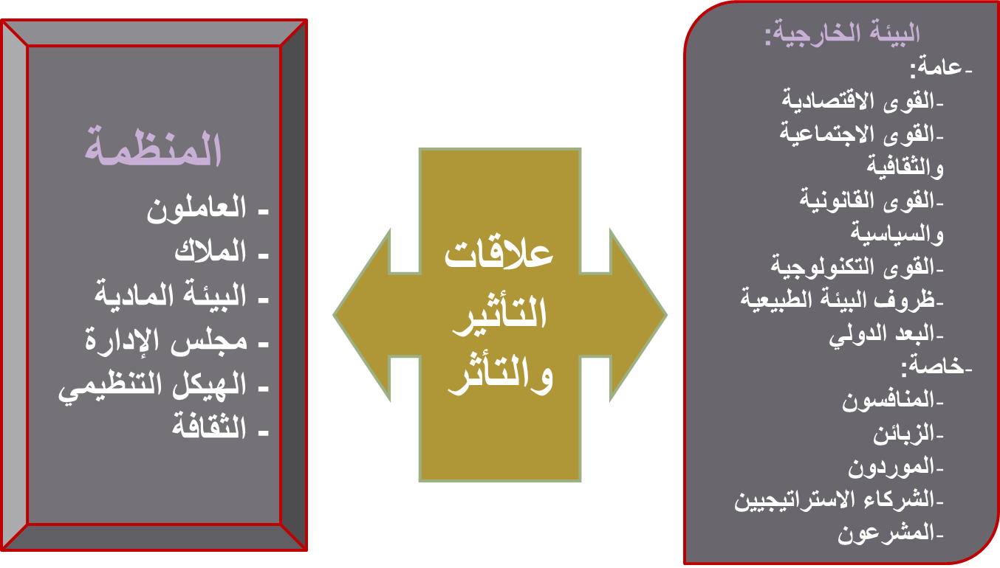 البيئة الخارجية:
-عامة:
-القوى الاقتصادية
-القوى الاجتماعية
والثقافية
-القوى القانونية
والسياسية
-القوى التكنولوجية
-ظروف البيئة الطبيعية
-البعد الدولي
-خاصة:
-المنافسون
-الزبائن
-الموردون
-الشركاء الاستراتيجيين
-المشرعون
علاقات
التأثير
والتأثر
المنظمة
- العاملون
- الملاك
- البيئة المادية
- مجلس الإدارة
- الهيكل التنظيمي
- الثقافة